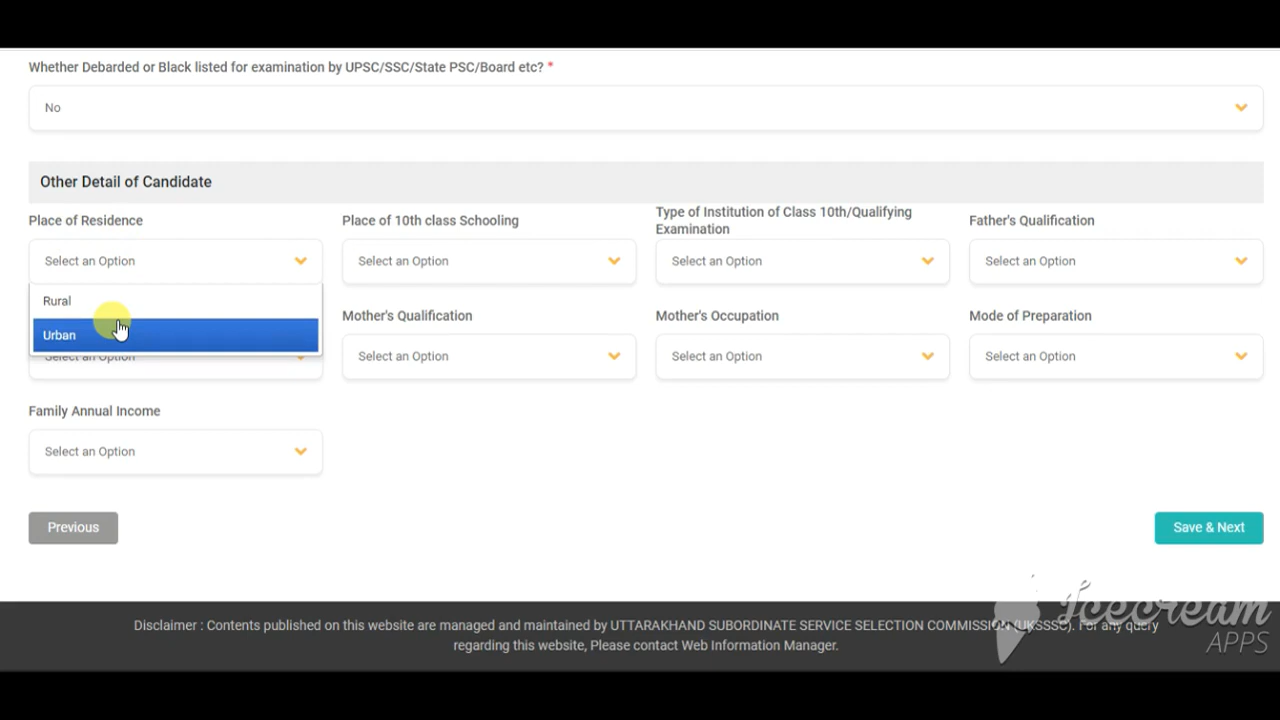 Whether Debarded or Black listed for examination by UPSC/SSC/State PSC/Board etc? *
No
Other Detail of Candidate
Place of Residence
Place of 10th class Schooling
Type of Institution of Class 10th/Qualifying
Examination
Father's Qualification
Select an Option
Select an Option
Select an Option
Select an Option
Rural
Urban
Mother's Qualification
Mother's Occupation
Mode of Preparation
Select an Option
Select an Option
Select an Option
Select an Option
Family Annual Income
Select an Option
Previous
Save & Next
Disclaimer : Contents published on this website are managed and maintained by UTTARAKHAND SUBORDINATE SERVICE SELECTION COMMISSION (UKSSSC). For any query
regarding this website, Please contact Web Information Manager.
Icecream
APPS